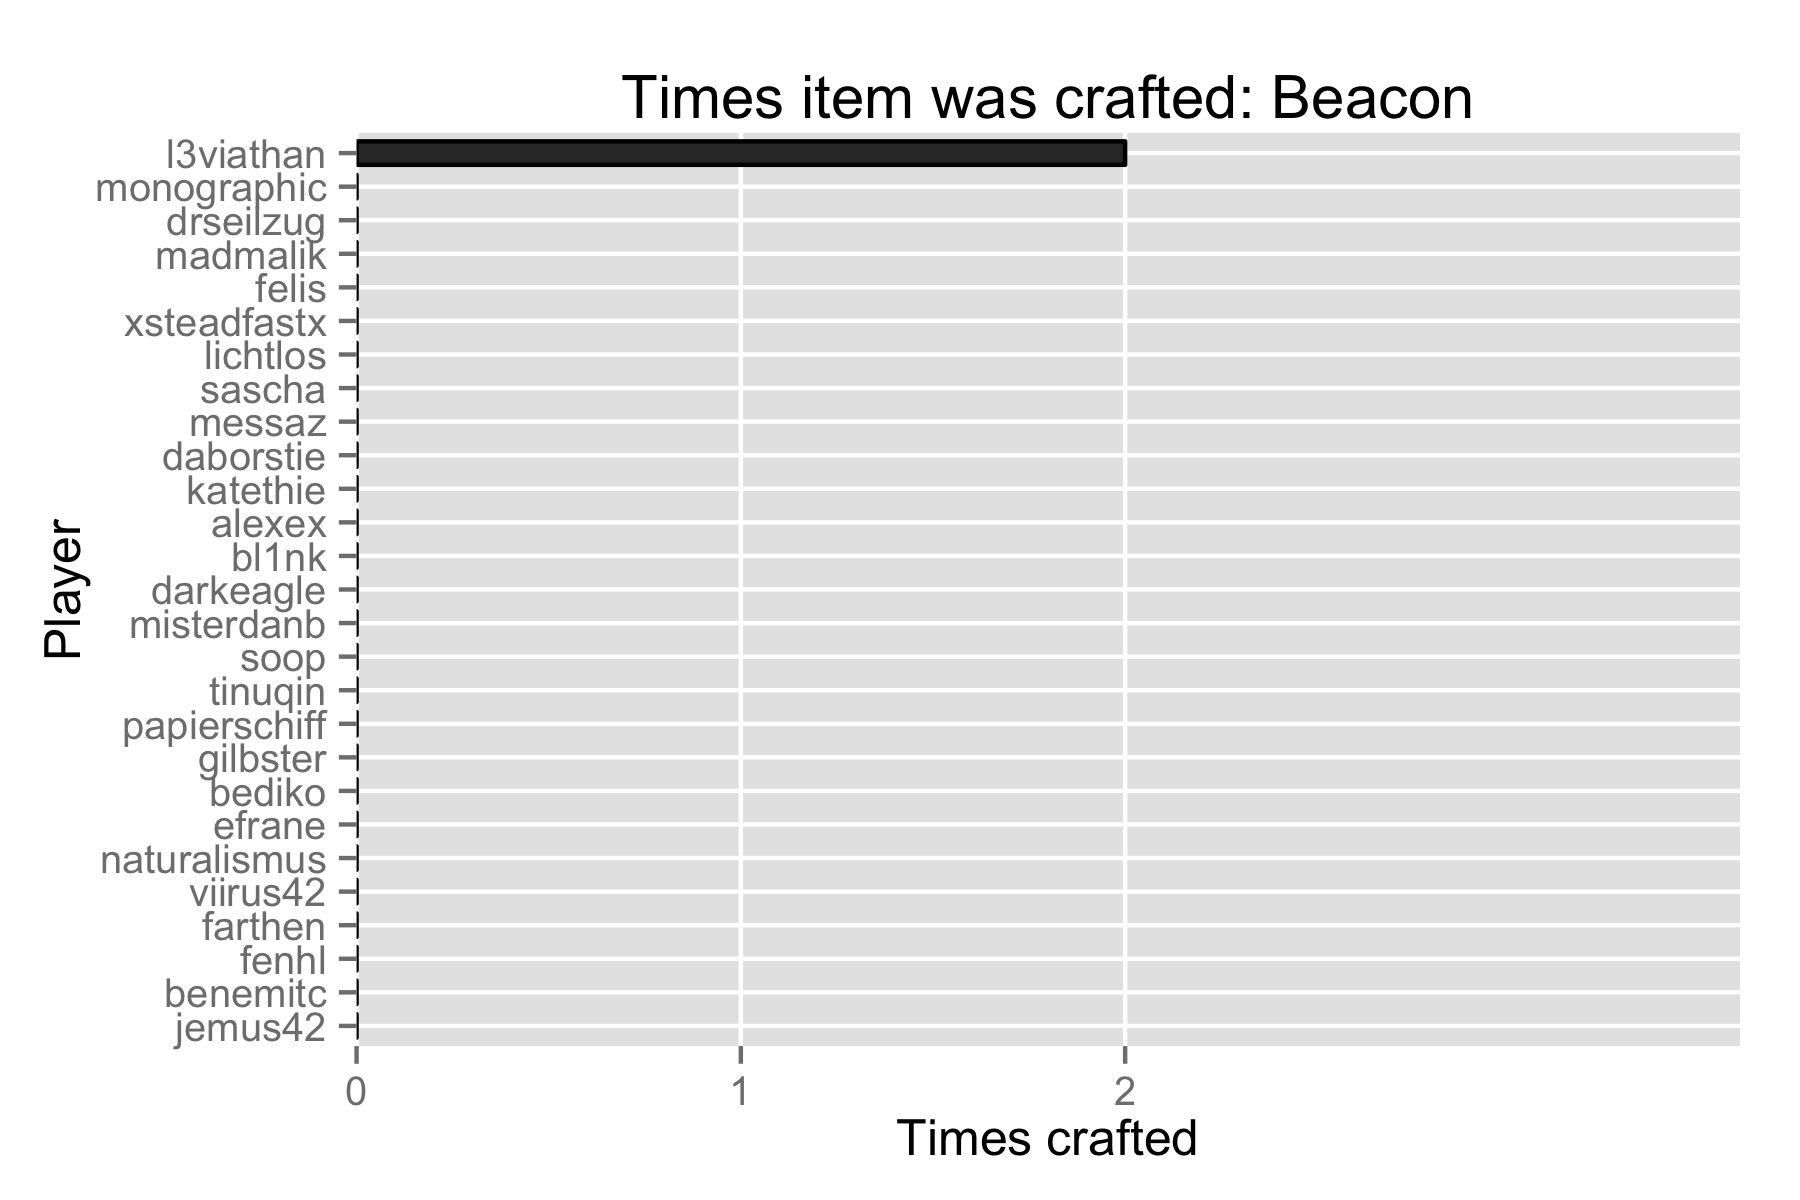 Times item was crafted: Beacon
l3viathan
monographic
drseilzug
madmalik
felis
xsteadfastx
lichtlos
sascha
messaz
daborstie
katethie
alexex
bl1nk
darkeagle
misterdanb
soop
tinuqin
papierschiff
gilbster
bediko
efrane
naturalismus
viirus42
farthen
fenhl
benemitc
jemus42
Player
0 1 2
Times crafted